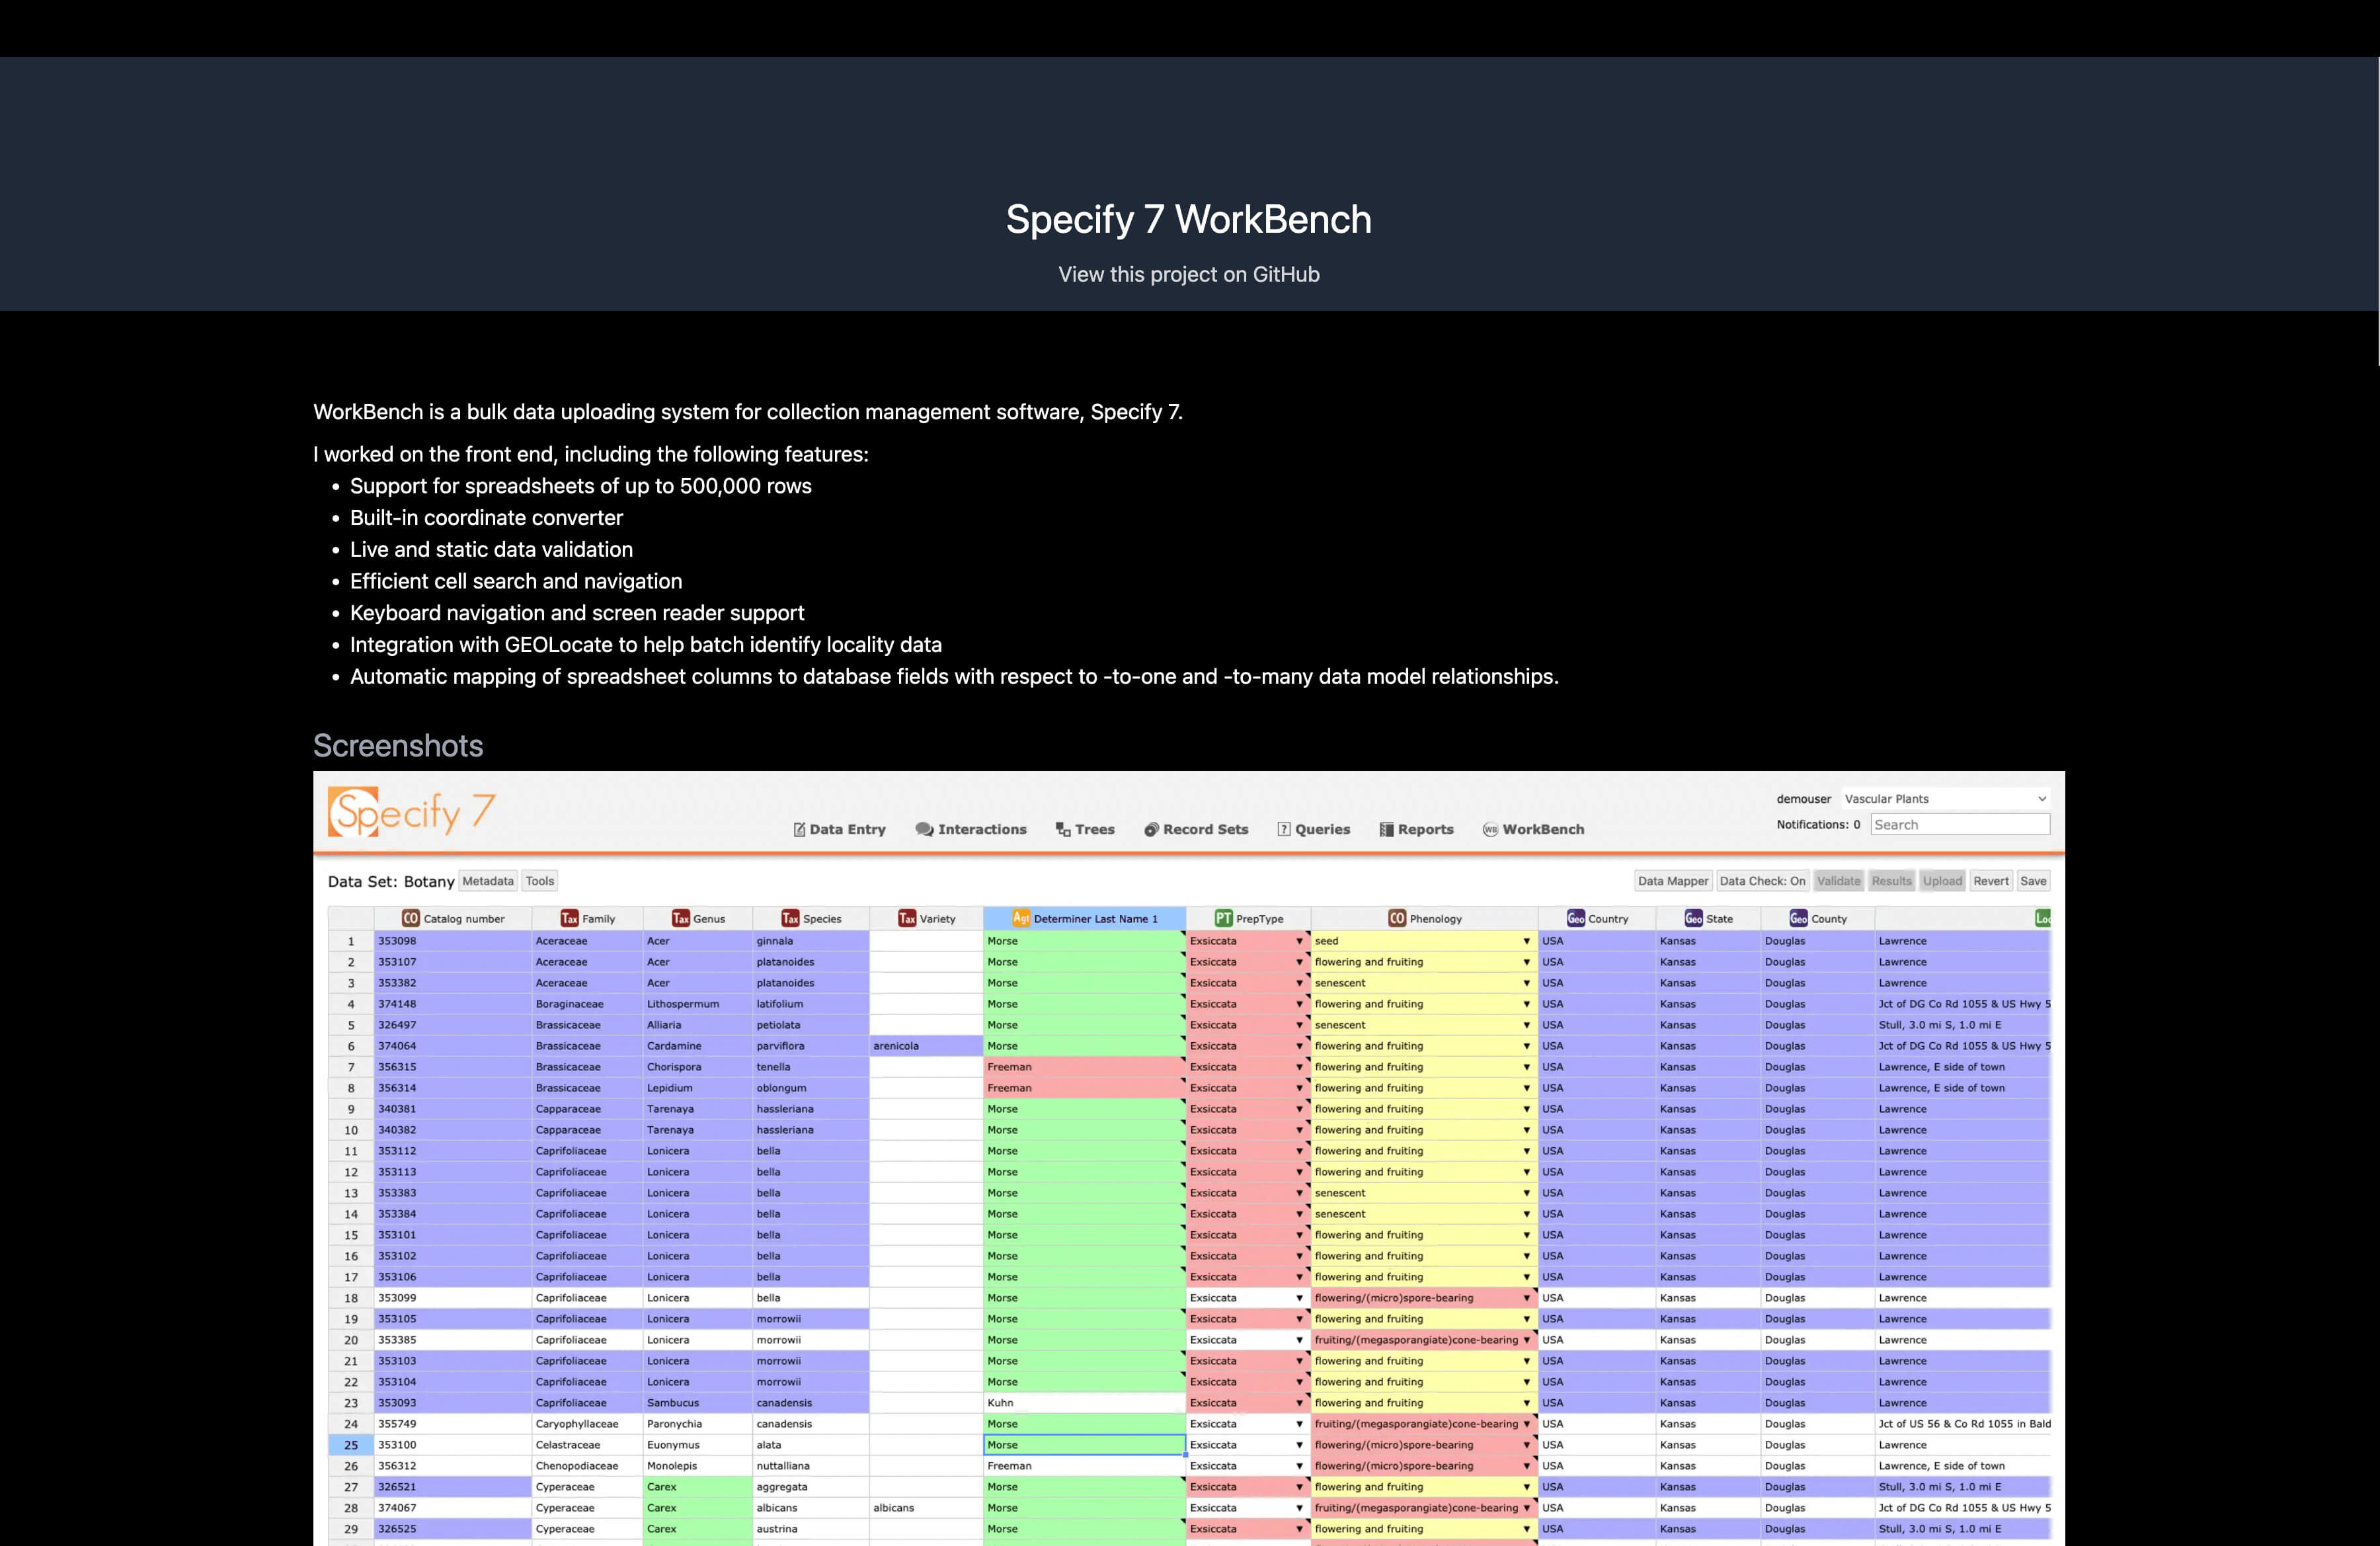 Specify 7 WorkBench
View this project on GitHub
WorkBench is a bulk data uploading system for collection management software, Specify 7.
I worked on the front end, including the following features:
• Support for spreadsheets of up to 500,000 rows
• Built-in coordinate converter
• Live and static data validation
• Efficient cell search and navigation
• Keyboard navigation and screen reader support
• Integration with GEOLocate to help batch identify locality data
• Automatic mapping of spreadsheet columns to database fields with respect to -to-one and -to-many data model relationships.
Screenshots
Specify 7
Data Entry Interactions Trees Record Sets Queries Reports WB WorkBench
demouser Vascular Plants
Notifications: 0 Search
Data Set: Botany Metadata Tools Data Mapper Data Check: On Validate Results Upload Revert Save
CO Catalog number Tax Family Tax Genus Tax Species Tax Variety Agt Determiner Last Name 1 PT PrepType CO Phenology Geo Country Geo State Geo County Loc
1 353098 Aceraceae Acer ginnala Morse Exsiccata seed USA Kansas Douglas Lawrence
2 353107 Aceraceae Acer platanoides Morse Exsiccata flowering and fruiting USA Kansas Douglas Lawrence
3 353382 Aceraceae Acer platanoides Morse Exsiccata senescent USA Kansas Douglas Lawrence
4 374148 Boraginaceae Lithospermum latifolium Morse Exsiccata flowering and fruiting USA Kansas Douglas Jct of DG Co Rd 1055 & US Hwy 5
5 326497 Brassicaceae Alliaria petiolata Morse Exsiccata senescent USA Kansas Douglas Stull, 3.0 mi S, 1.0 mi E
6 374064 Brassicaceae Cardamine parviflora arenicola Morse Exsiccata flowering and fruiting USA Kansas Douglas Jct of DG Co Rd 1055 & US Hwy 5
7 356315 Brassicaceae Chorispora tenella Freeman Exsiccata flowering and fruiting USA Kansas Douglas Lawrence, E side of town
8 356314 Brassicaceae Lepidium oblongum Freeman Exsiccata flowering and fruiting USA Kansas Douglas Lawrence, E side of town
9 340381 Capparaceae Tarenaya hassleriana Morse Exsiccata flowering and fruiting USA Kansas Douglas Lawrence
10 340382 Capparaceae Tarenaya hassleriana Morse Exsiccata flowering and fruiting USA Kansas Douglas Lawrence
11 353112 Caprifoliaceae Lonicera bella Morse Exsiccata flowering and fruiting USA Kansas Douglas Lawrence
12 353113 Caprifoliaceae Lonicera bella Morse Exsiccata flowering and fruiting USA Kansas Douglas Lawrence
13 353383 Caprifoliaceae Lonicera bella Morse Exsiccata senescent USA Kansas Douglas Lawrence
14 353384 Caprifoliaceae Lonicera bella Morse Exsiccata senescent USA Kansas Douglas Lawrence
15 353101 Caprifoliaceae Lonicera bella Morse Exsiccata flowering and fruiting USA Kansas Douglas Lawrence
16 353102 Caprifoliaceae Lonicera bella Morse Exsiccata flowering and fruiting USA Kansas Douglas Lawrence
17 353106 Caprifoliaceae Lonicera bella Morse Exsiccata flowering and fruiting USA Kansas Douglas Lawrence
18 353099 Caprifoliaceae Lonicera bella Morse Exsiccata flowering/(micro)spore-bearing USA Kansas Douglas Lawrence
19 353105 Caprifoliaceae Lonicera morrowii Morse Exsiccata flowering and fruiting USA Kansas Douglas Lawrence
20 353385 Caprifoliaceae Lonicera morrowii Morse Exsiccata fruiting/(megasporangiate)cone-bearing USA Kansas Douglas Lawrence
21 353103 Caprifoliaceae Lonicera morrowii Morse Exsiccata flowering and fruiting USA Kansas Douglas Lawrence
22 353104 Caprifoliaceae Lonicera morrowii Morse Exsiccata flowering and fruiting USA Kansas Douglas Lawrence
23 353093 Caprifoliaceae Sambucus canadensis Kuhn Exsiccata flowering and fruiting USA Kansas Douglas Lawrence
24 355749 Caryophyllaceae Paronychia canadensis Morse Exsiccata fruiting/(megasporangiate)cone-bearing USA Kansas Douglas Jct of US 56 & Co Rd 1055 in Bald
25 353100 Celastraceae Euonymus alata Morse Exsiccata flowering/(micro)spore-bearing USA Kansas Douglas Lawrence
26 356312 Chenopodiaceae Monolepis nuttalliana Freeman Exsiccata flowering/(micro)spore-bearing USA Kansas Douglas Lawrence, E side of town
27 326521 Cyperaceae Carex aggregata Morse Exsiccata flowering and fruiting USA Kansas Douglas Stull, 3.0 mi S, 1.0 mi E
28 374067 Cyperaceae Carex albicans albicans Morse Exsiccata fruiting/(megasporangiate)cone-bearing USA Kansas Douglas Jct of DG Co Rd 1055 & US Hwy 5
29 326525 Cyperaceae Carex austrina Morse Exsiccata flowering and fruiting USA Kansas Douglas Stull, 3.0 mi S, 1.0 mi E